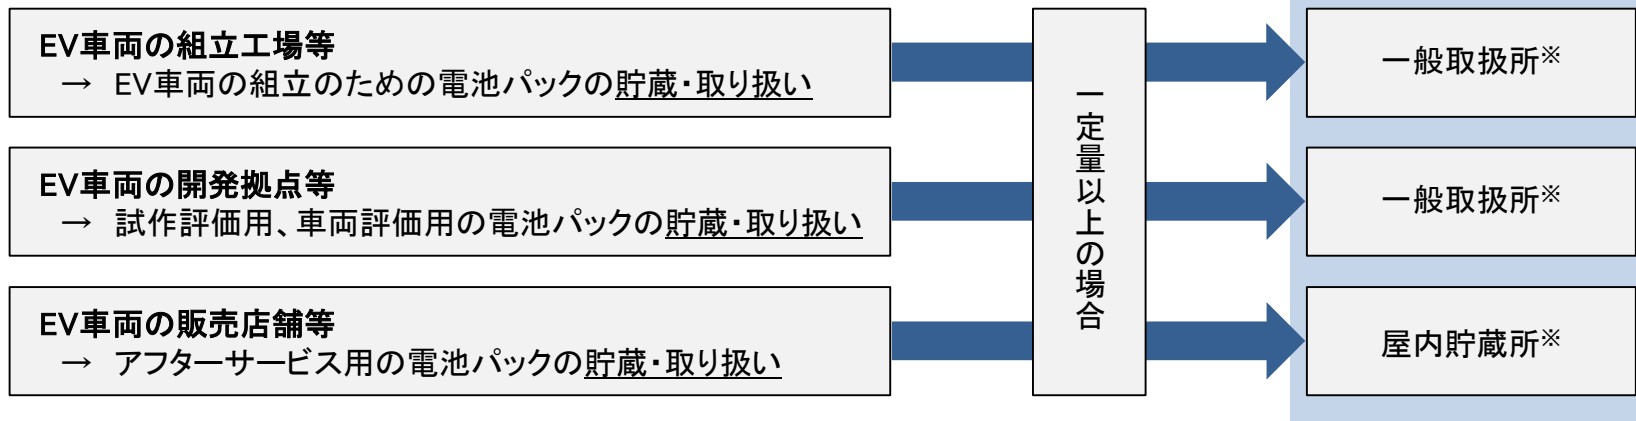 EV車両の組立工場等
→ EV車両の組立のための電池パックの貯蔵・取り扱い
一般取扱所※
EV車両の開発拠点等
→ 試作評価用、車両評価用の電池パックの貯蔵・取り扱い
一般取扱所※
EV車両の販売店舗等
→ アフターサービス用の電池パックの貯蔵・取り扱い
屋内貯蔵所※
一定量以上の場合